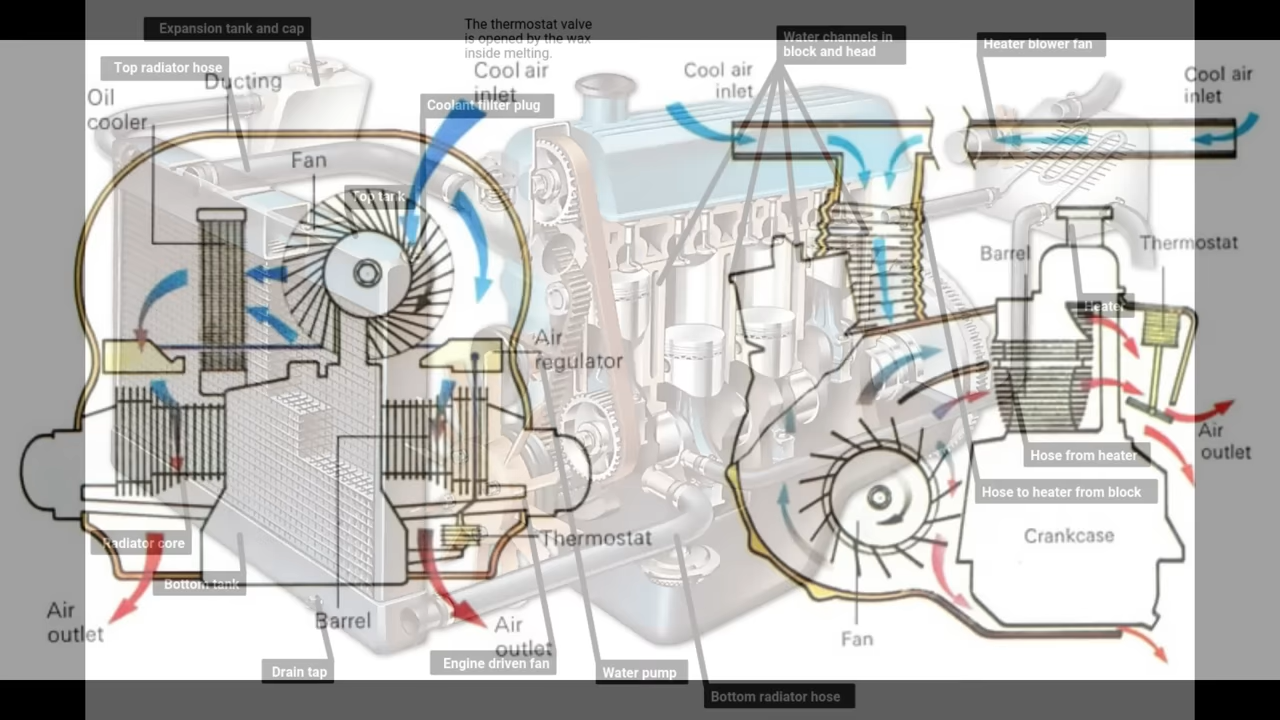 Expansion tank and cap
The thermostat valve
is opened by the wax
inside melting.
Water channels in
block and head
Heater blower fan
Top radiator hose
Ducting
Cool air
inlet
Cool air
inlet
Cool air
inlet
Oil
cooler
Coolant filler plug
Fan
Top tank
Barrel
Thermostat
Heater
Air
regulator
Air
outlet
Hose from heater
Hose to heater from block
Crankcase
Radiator core
Thermostat
Bottom tank
Air
outlet
Barrel
Air
outlet
Fan
Drain tap
Engine driven fan
Water pump
Bottom radiator hose